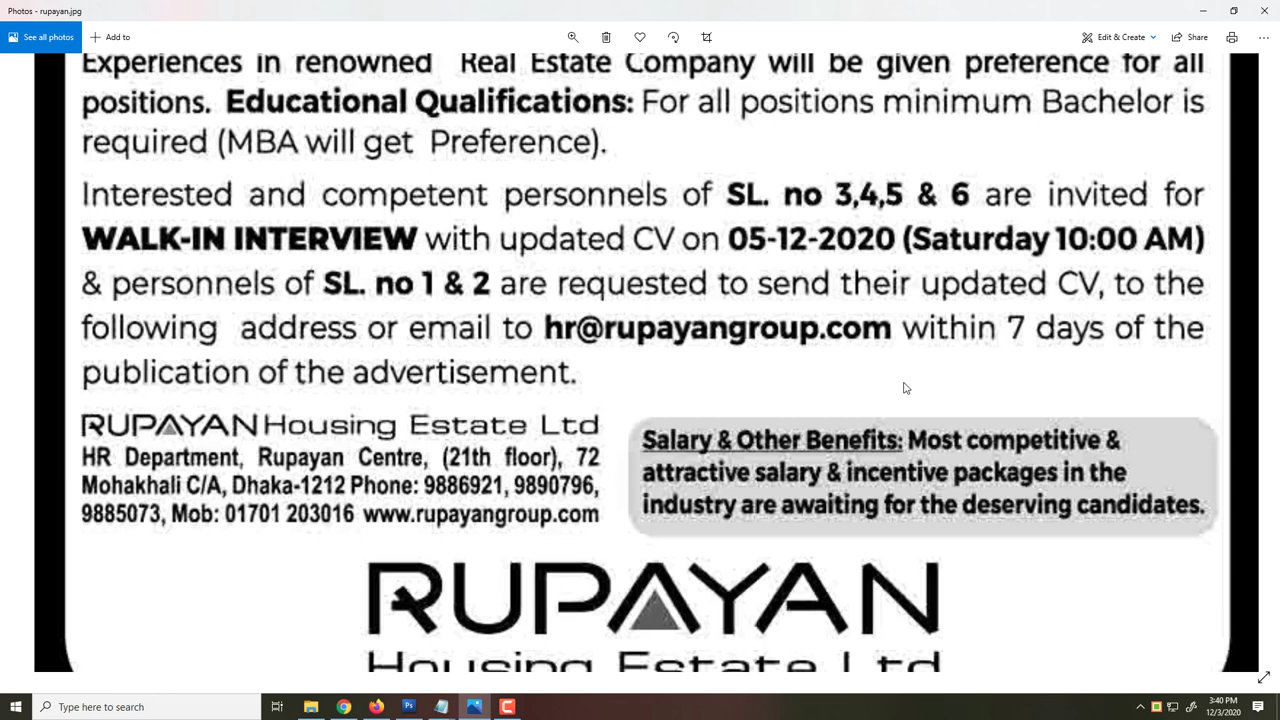 Photos - rupayan.jpg
See all photos
Add to
Edit & Create
Share
Experiences in renowned Real Estate Company will be given preference for all
positions. Educational Qualifications: For all positions minimum Bachelor is
required (MBA will get Preference).
Interested and competent personnels of SL. no 3,4,5 & 6 are invited for
WALK-IN INTERVIEW with updated CV on 05-12-2020 (Saturday 10:00 AM)
& personnels of SL. no 1 & 2 are requested to send their updated CV, to the
following address or email to hr@rupayangroup.com within 7 days of the
publication of the advertisement.
RUPAYAN Housing Estate Ltd
HR Department, Rupayan Centre, (21th floor), 72
Mohakhali C/A, Dhaka-1212 Phone: 9886921, 9890796,
9885073, Mob: 01701 203016 www.rupayangroup.com
Salary & Other Benefits: Most competitive &
attractive salary & incentive packages in the
industry are awaiting for the deserving candidates.
RUPAYAN
Housing Estate Ltd
Type here to search
3:40 PM
12/3/2020